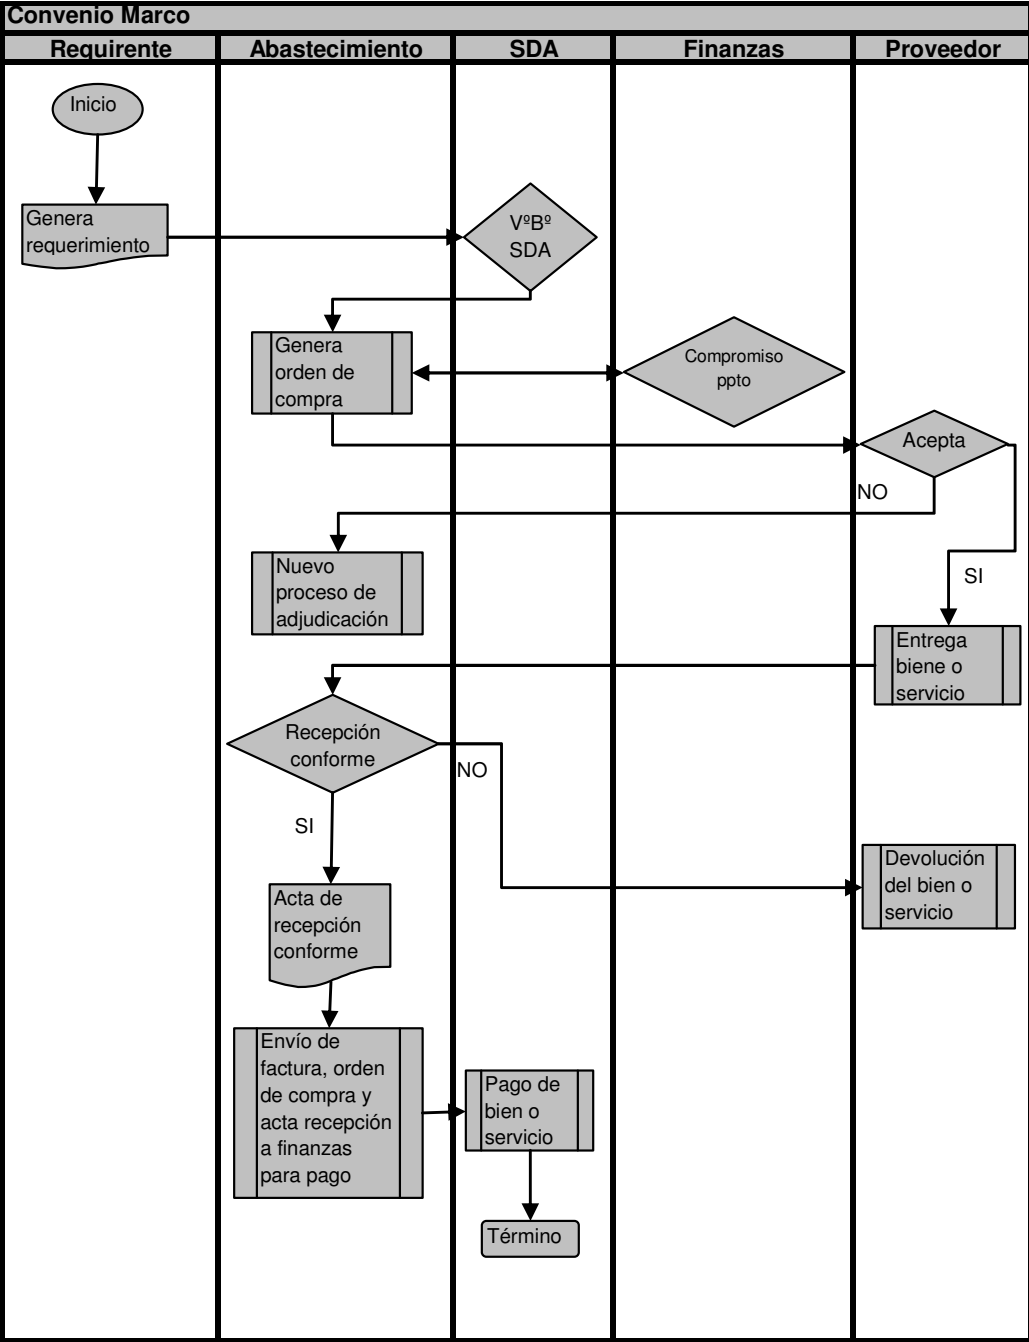 Convenio Marco
Requirente
Abastecimiento
SDA
Finanzas
Proveedor
Inicio
Genera
requerimiento
VºBº
SDA
Genera
orden de
compra
Compromiso
ppto
Acepta
NO
SI
Nuevo
proceso de
adjudicación
Entrega
biene o
servicio
Recepción
conforme
NO
SI
Devolución
del bien o
servicio
Acta de
recepción
conforme
Envío de
factura, orden
de compra y
acta recepción
a finanzas
para pago
Pago de
bien o
servicio
Término